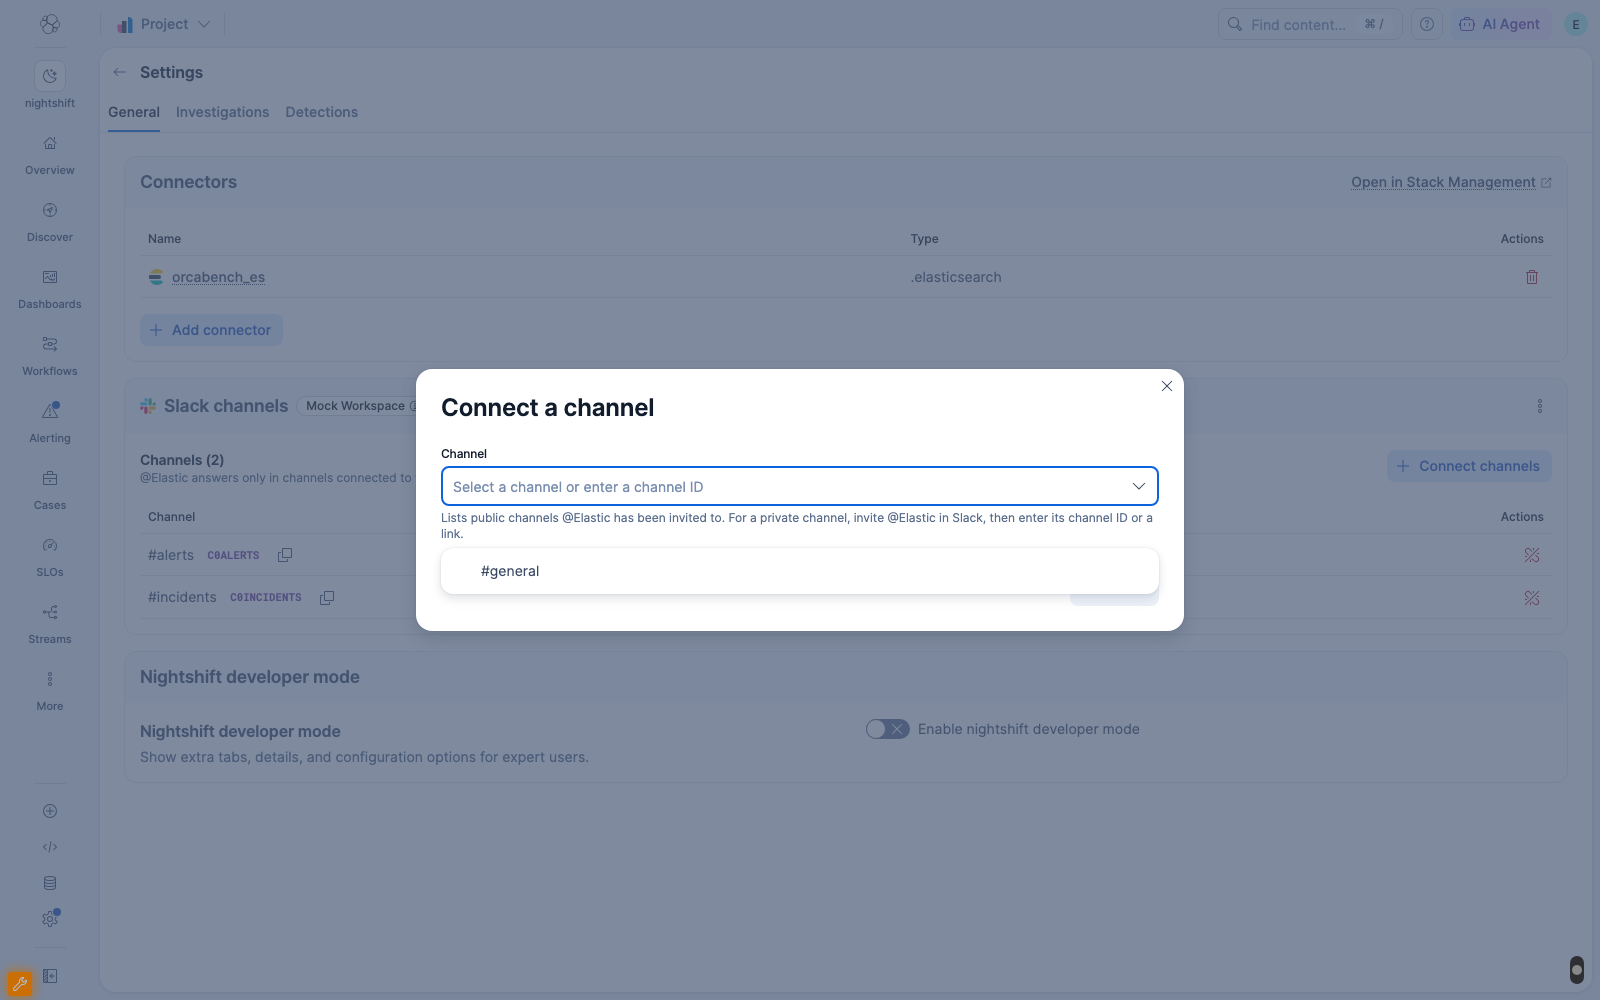 Project
Find content...
⌘ /
AI Agent
E
nightshift
Overview
Discover
Dashboards
Workflows
Alerting
Cases
SLOs
Streams
More
Settings
General Investigations Detections
Connectors
Open in Stack Management
Name Type Actions
orcabench_es .elasticsearch
Add connector
Slack channels Mock Workspace
Channels (2)
@Elastic answers only in channels connected to
Connect channels
Channel Actions
#alerts C0ALERTS
#incidents C0INCIDENTS
Connect a channel
Channel
Select a channel or enter a channel ID
Lists public channels @Elastic has been invited to. For a private channel, invite @Elastic in Slack, then enter its channel ID or a
link.
#general
Nightshift developer mode
Nightshift developer mode
Show extra tabs, details, and configuration options for expert users.
Enable nightshift developer mode